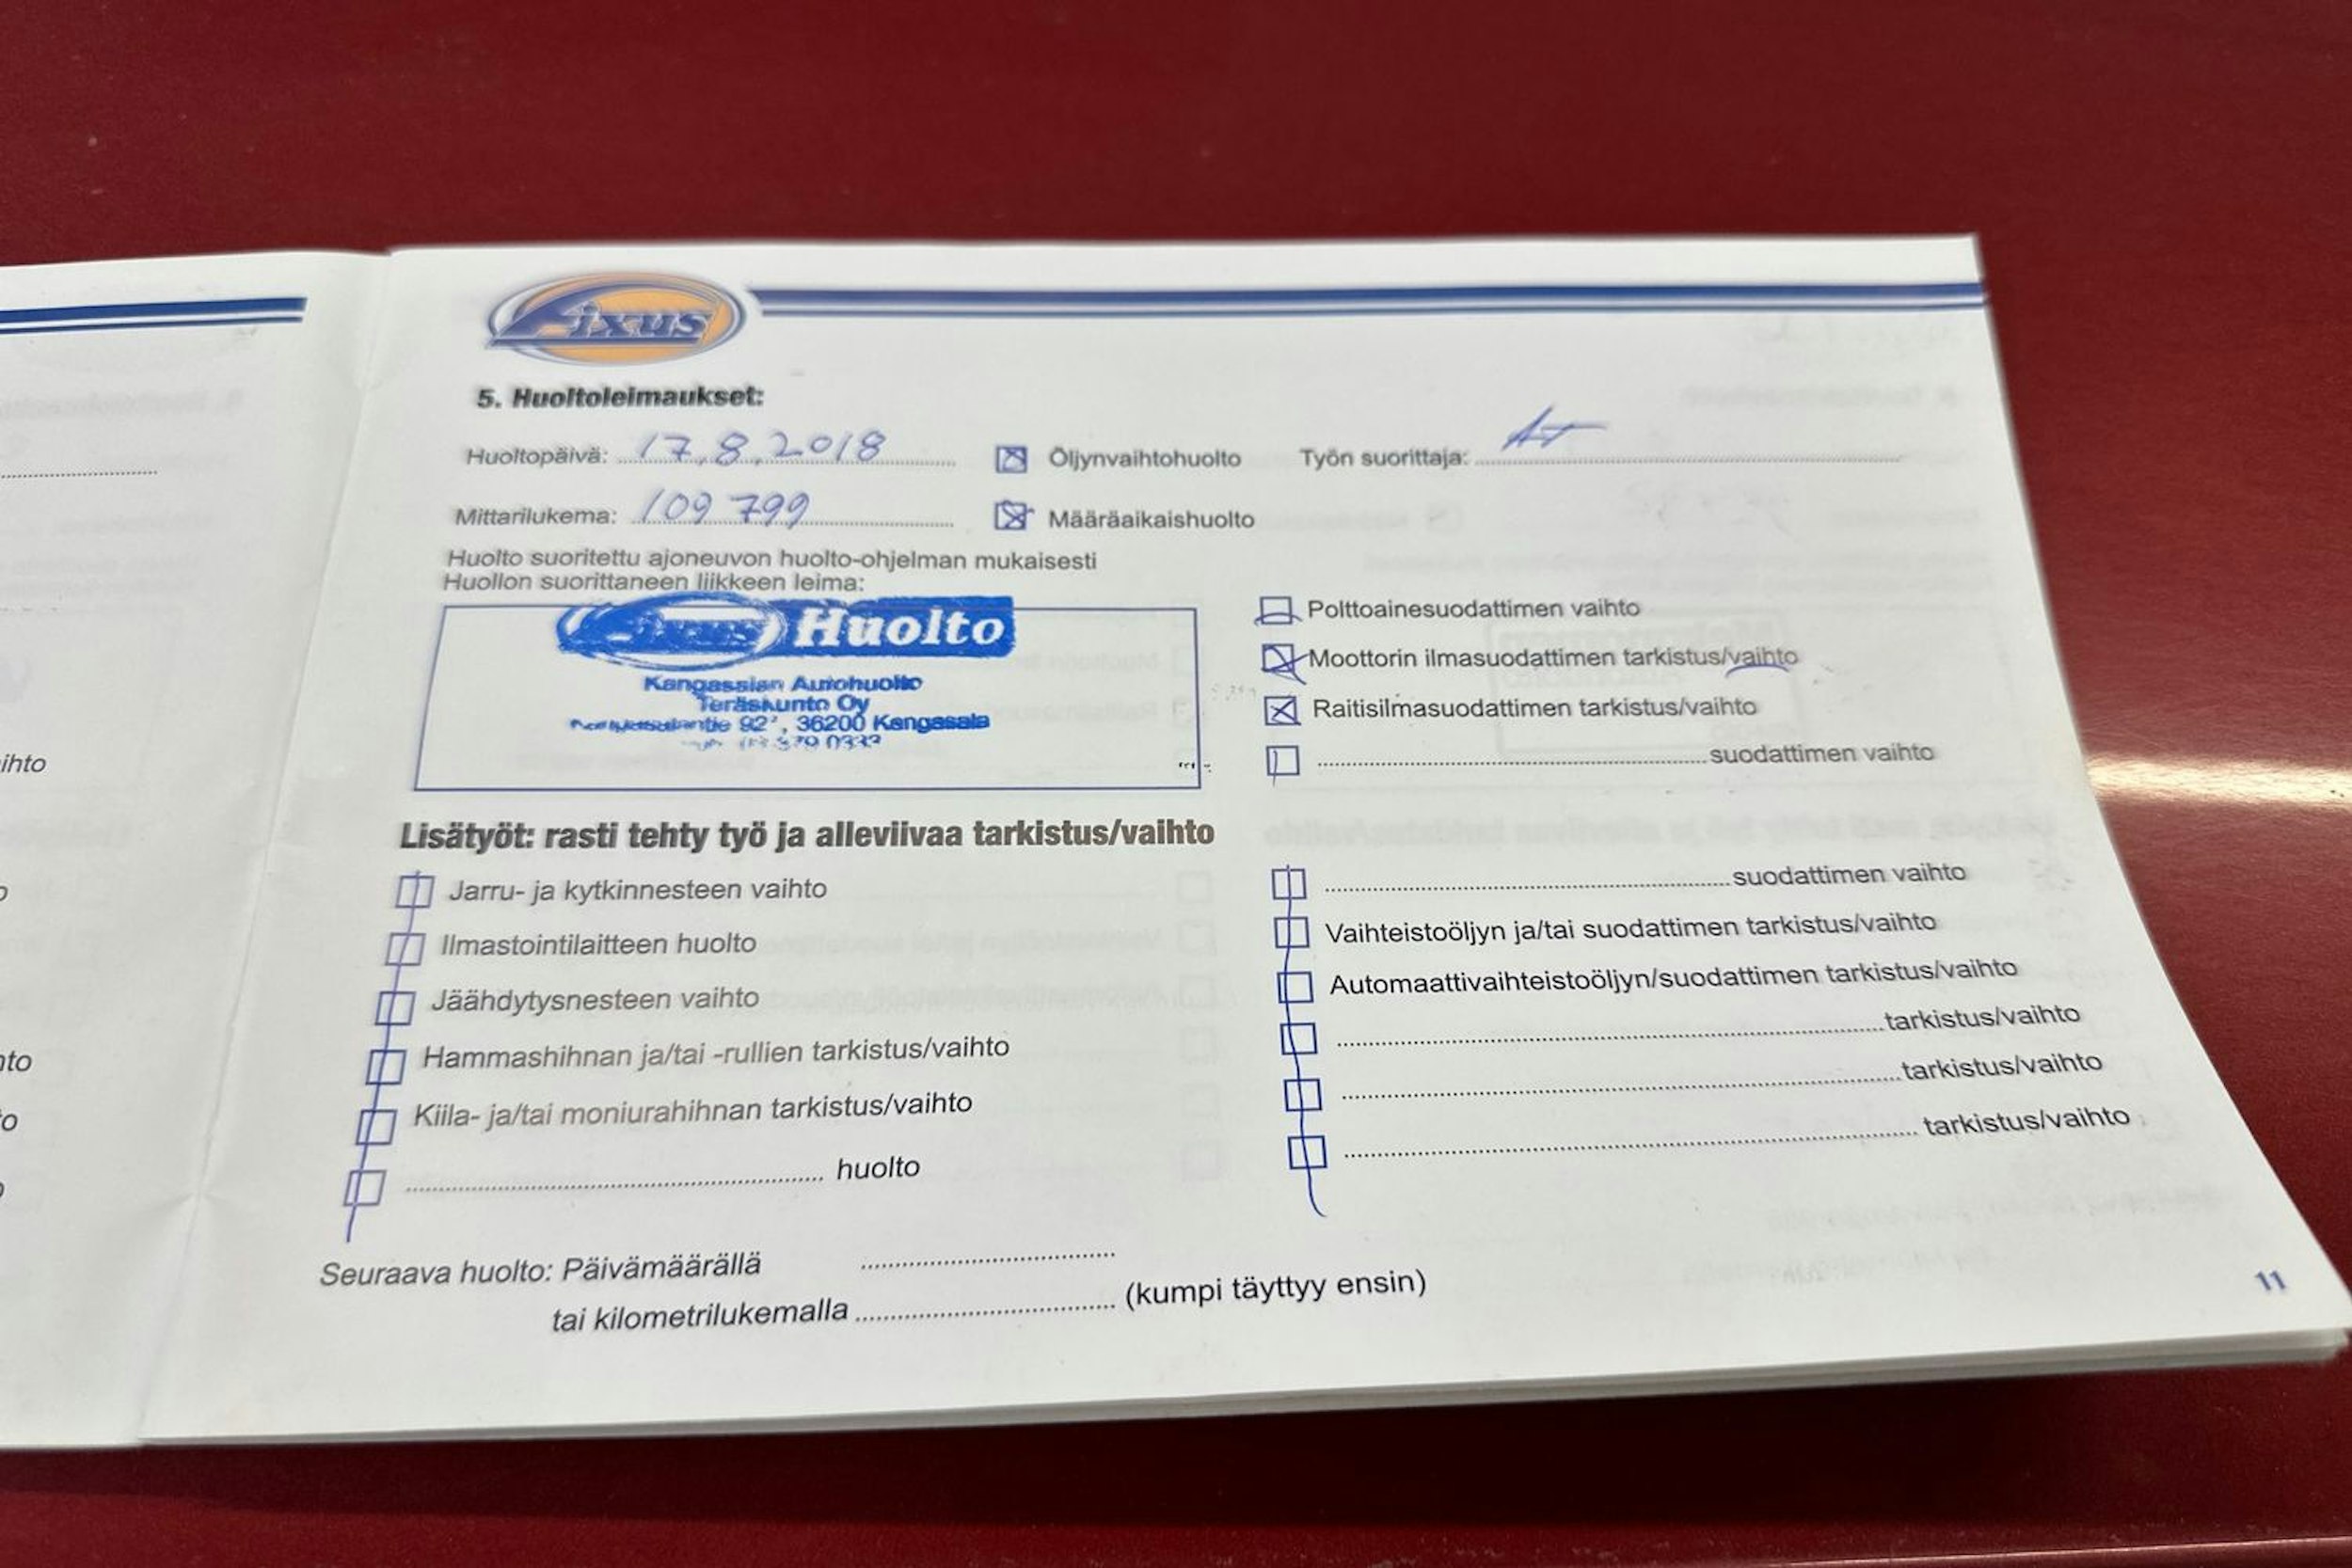 Fixus
5. Huoltoleimaukset:
Huoltopäivä: 17.8.2018
Öljynvaihtohuolto
Työn suorittaja: AT
Mittarilukema: 109 799
Määräaikaishuolto
Huolto suoritettu ajoneuvon huolto-ohjelman mukaisesti
Huollon suorittaneen liikkeen leima:
Fixus Huolto
Kangasalan Autohuolto
Teräskunto Oy
92, 36200 Kangasala
379 0333
Polttoainesuodattimen vaihto
Moottorin ilmasuodattimen tarkistus/vaihto
Raitisilmasuodattimen tarkistus/vaihto
suodattimen vaihto
Lisätyöt: rasti tehty työ ja alleviivaa tarkistus/vaihto
Jarru- ja kytkinnesteen vaihto
Ilmastointilaitteen huolto
Jäähdytysnesteen vaihto
Hammashihnan ja/tai -rullien tarkistus/vaihto
Kiila- ja/tai moniurahihnan tarkistus/vaihto
huolto
suodattimen vaihto
Vaihteistoöljyn ja/tai suodattimen tarkistus/vaihto
Automaattivaihteistoöljyn/suodattimen tarkistus/vaihto
tarkistus/vaihto
tarkistus/vaihto
tarkistus/vaihto
Seuraava huolto: Päivämäärällä
tai kilometrilukemalla (kumpi täyttyy ensin)
11